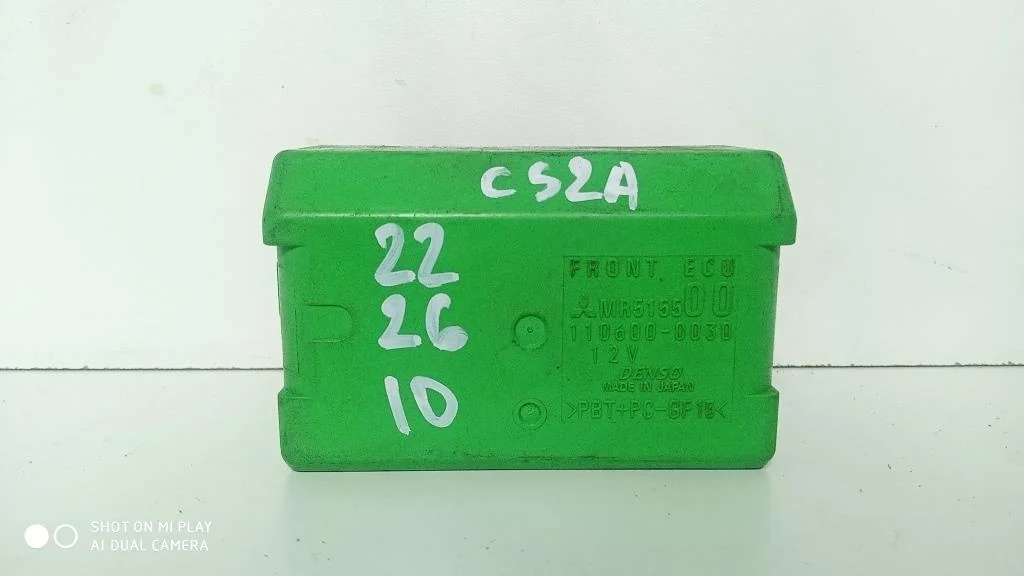 CS2A
22
26
10
FRONT ECU
MR515500
110600-0030
12V
DENSO
MADE IN JAPAN
>PBT+PC-GF15<
SHOT ON MI PLAY
AI DUAL CAMERA